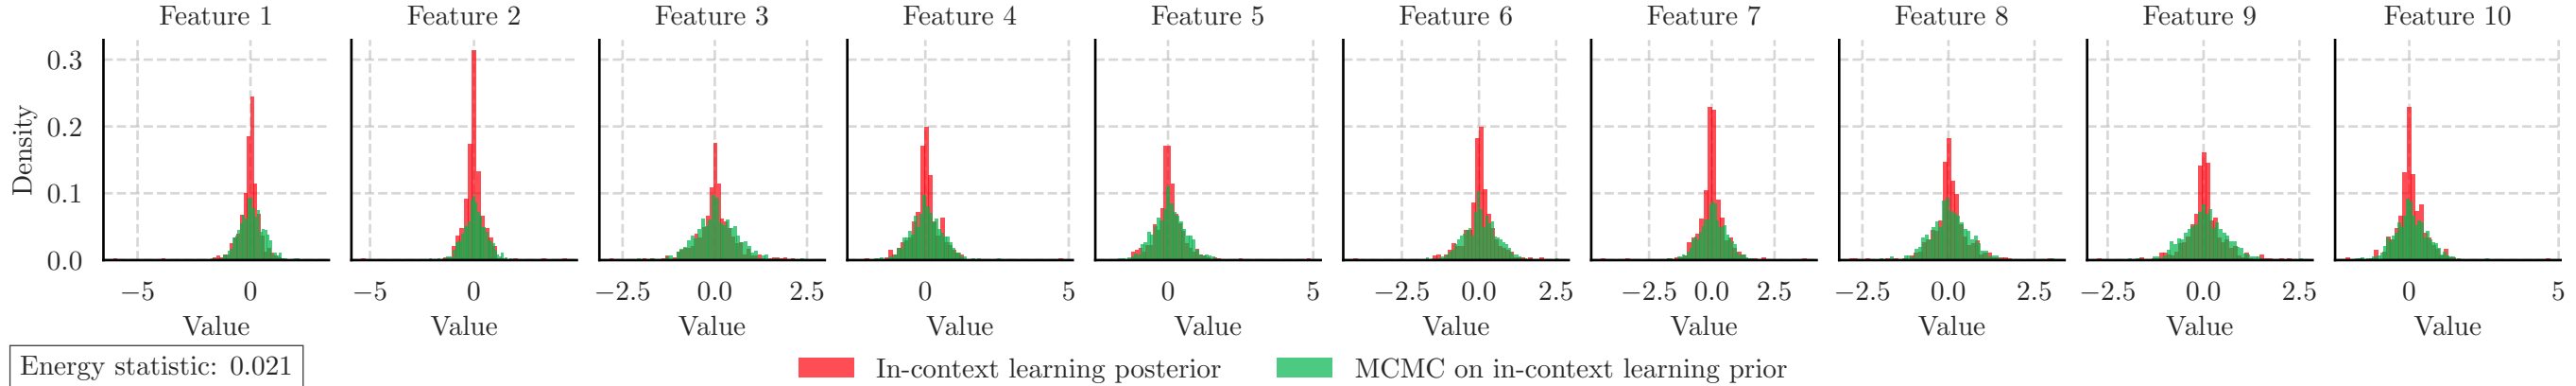 Feature 1 Feature 2 Feature 3 Feature 4 Feature 5 Feature 6 Feature 7 Feature 8 Feature 9 Feature 10
0.3
0.2
0.1
0.0
Density
−5 0 −5 0 −2.5 0.0 2.5 0 5 0 5 −2.5 0.0 2.5 −2.5 0.0 2.5 −2.5 0.0 2.5 −2.5 0.0 2.5 0 5
Value Value Value Value Value Value Value Value Value Value
Energy statistic: 0.021
In-context learning posterior MCMC on in-context learning prior